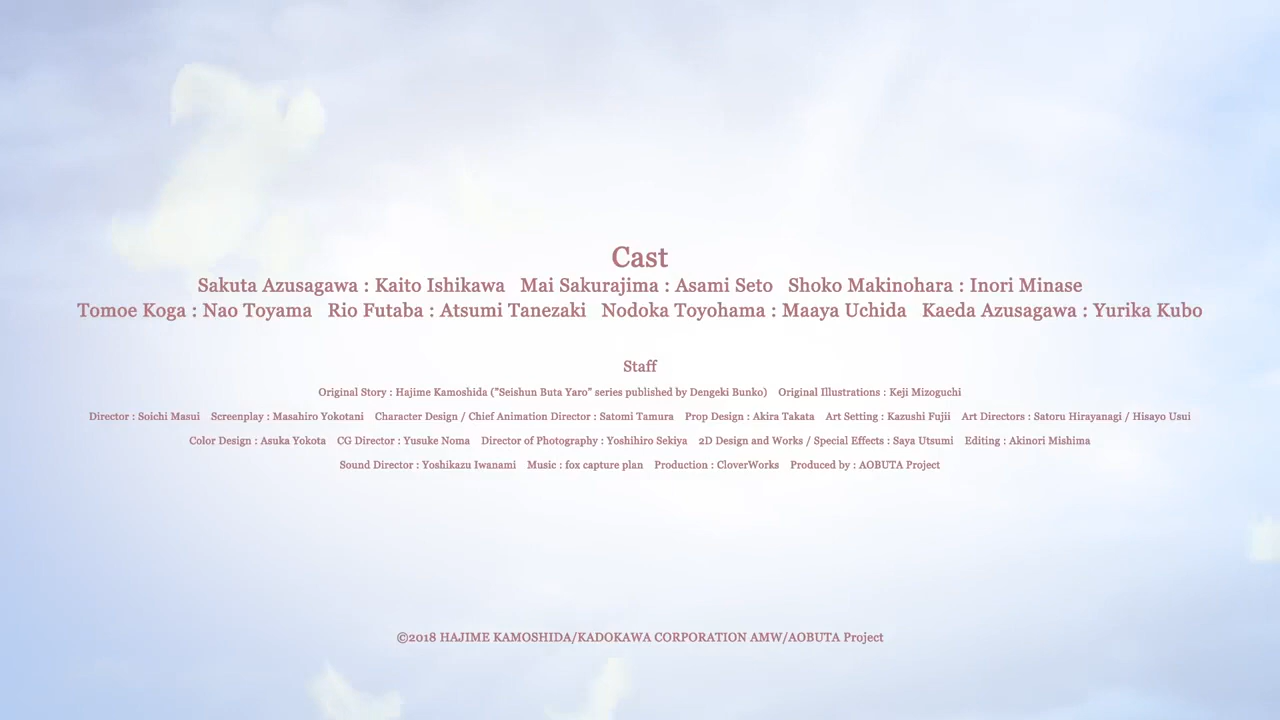 Cast
Sakuta Azusagawa : Kaito Ishikawa Mai Sakurajima : Asami Seto Shoko Makinohara : Inori Minase
Tomoe Koga : Nao Toyama Rio Futaba : Atsumi Tanezaki Nodoka Toyohama : Maaya Uchida Kaeda Azusagawa : Yurika Kubo
Staff
Original Story : Hajime Kamoshida ("Seishun Buta Yaro" series published by Dengeki Bunko) Original Illustrations : Keji Mizoguchi
Director : Soichi Masui Screenplay : Masahiro Yokotani Character Design / Chief Animation Director : Satomi Tamura Prop Design : Akira Takata Art Setting : Kazushi Fujii Art Directors : Satoru Hirayanagi / Hisayo Usui
Color Design : Asuka Yokota CG Director : Yusuke Noma Director of Photography : Yoshihiro Sekiya 2D Design and Works / Special Effects : Saya Utsumi Editing : Akinori Mishima
Sound Director : Yoshikazu Iwanami Music : fox capture plan Production : CloverWorks Produced by : AOBUTA Project
©2018 HAJIME KAMOSHIDA/KADOKAWA CORPORATION AMW/AOBUTA Project